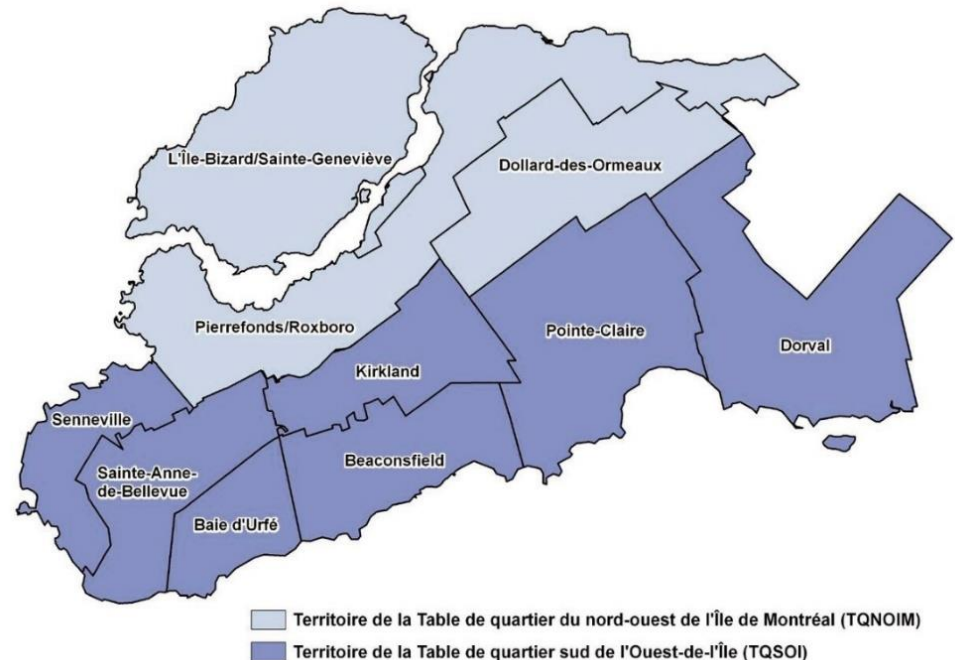 L'Île-Bizard/Sainte-Geneviève
Dollard-des-Ormeaux
Pierrefonds/Roxboro
Pointe-Claire
Dorval
Kirkland
Senneville
Beaconsfield
Sainte-Anne-
de-Bellevue
Baie d'Urfé
Territoire de la Table de quartier du nord-ouest de l'Île de Montréal (TQNOIM)
Territoire de la Table de quartier sud de l'Ouest-de-l'Île (TQSOI)